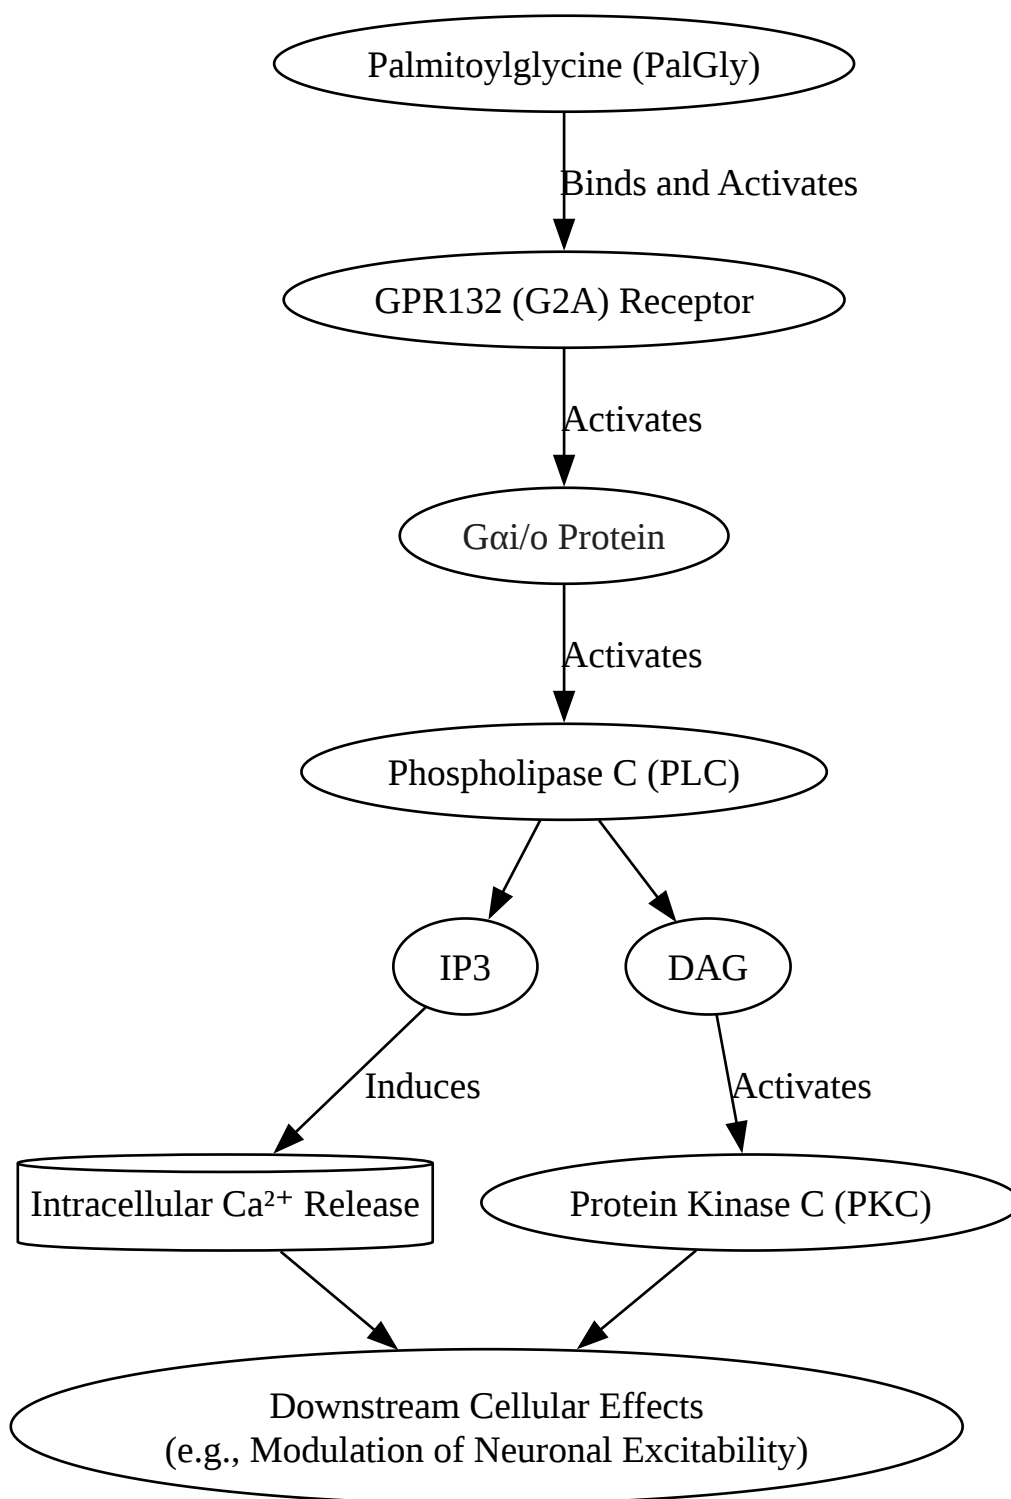 Palmitoylglycine (PalGly)
Binds and Activates
GPR132 (G2A) Receptor
Activates
Gαi/o Protein
Activates
Phospholipase C (PLC)
IP3
DAG
Induces
Activates
Intracellular Ca²⁺ Release
Protein Kinase C (PKC)
Downstream Cellular Effects
(e.g., Modulation of Neuronal Excitability)